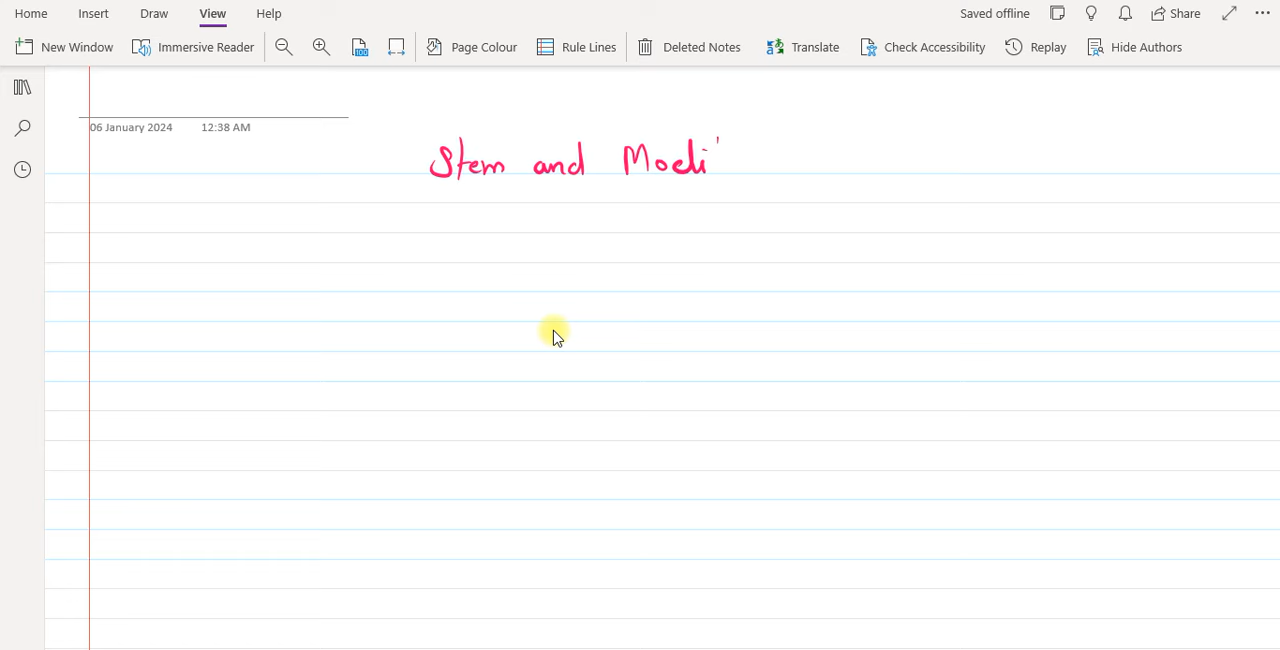 Home Insert Draw View Help Saved offline Share
New Window Immersive Reader 100 Page Colour Rule Lines Deleted Notes Translate Check Accessibility Replay Hide Authors
06 January 2024 12:38 AM
Stem and Modi